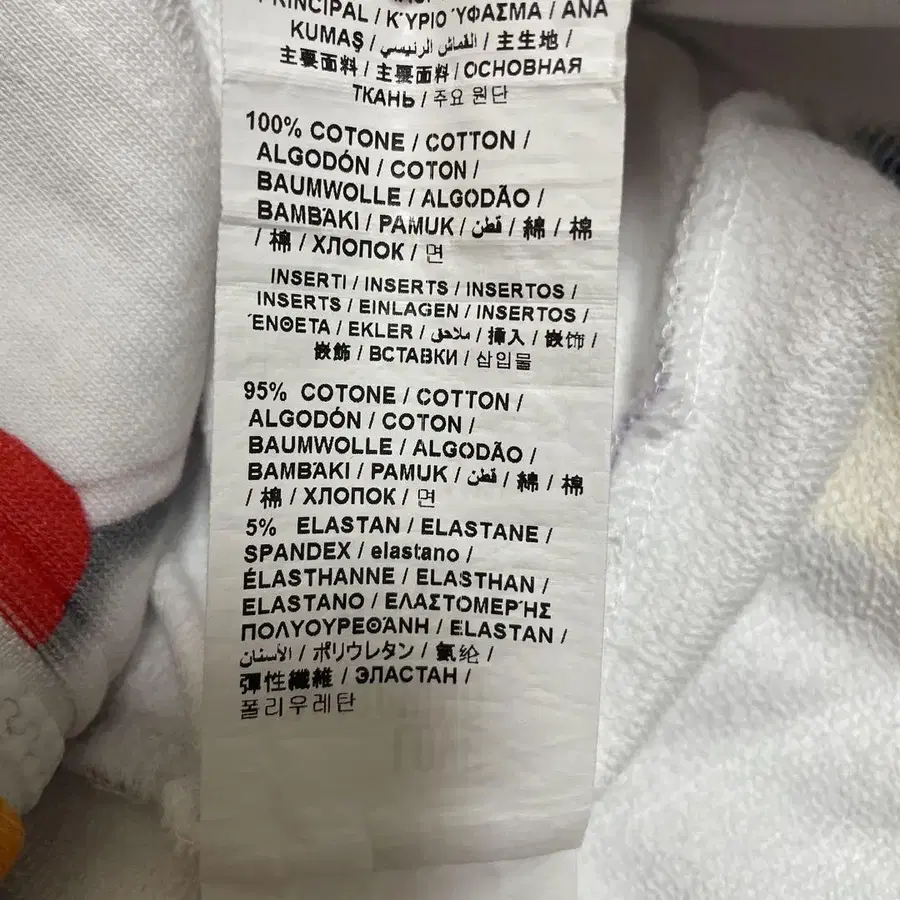 PRINCIPAL / ΚΎΡΙΟ ΎΦΑΣΜΑ / ANA
KUMAŞ / القماش الرئيسي / 主生地 /
主要面料 / 主要面料 / ОСНОВНАЯ
ТКАНЬ / 주요 원단
100% COTONE / COTTON /
ALGODÓN / COTON /
BAUMWOLLE / ALGODÃO /
ΒΑΜΒΆΚΙ / PAMUK / قطن / 綿 / 棉
/ 棉 / ХЛОПОК / 면
INSERTI / INSERTS / INSERTOS /
INSERTS / EINLAGEN / INSERTOS /
ΈΝΘΕΤΑ / EKLER / ملاحق / 挿入 / 嵌饰 /
嵌飾 / ВСТАВКИ / 삽입물
95% COTONE / COTTON /
ALGODÓN / COTON /
BAUMWOLLE / ALGODÃO /
ΒΑΜΒΆΚΙ / PAMUK / قطن / 綿 / 棉
/ 棉 / ХЛОПОК / 면
5% ELASTAN / ELASTANE /
SPANDEX / elastano /
ÉLASTHANNE / ELASTHAN /
ELASTANO / ΕΛΑΣΤΟΜΕΡΉΣ
ΠΟΛΥΟΥΡΕΘΆΝΗ / ELASTAN /
الأسفان / ポリウレタン / 氨纶 /
彈性纖維 / ЭЛАСТАН /
폴리우레탄